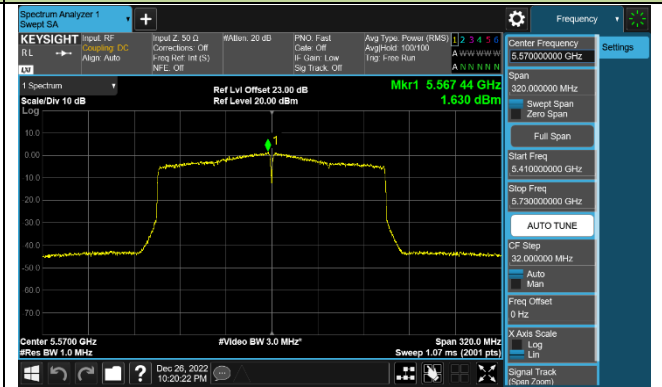 Spectrum Analyzer 1
Swept SA
Frequency
KEYSIGHT
RL
Input: RF
Coupling: DC
Align: Auto
Input Z: 50 Ω
Corrections: Off
Freq Ref: Int (S)
NFE: Off
#Atten: 20 dB
PNO: Fast
Gate: Off
IF Gain: Low
Sig Track: Off
Avg Type: Power (RMS)
Avg|Hold: 100/100
Trig: Free Run
1 2 3 4 5 6
A W W W W W
A N N N N N
LXI
1 Spectrum
Scale/Div 10 dB
Log
Ref Lvl Offset 23.00 dB
Ref Level 20.00 dBm
Mkr1 5.567 44 GHz
1.630 dBm
1
10.0
0.00
-10.0
-20.0
-30.0
-40.0
-50.0
-60.0
-70.0
Center 5.5700 GHz
#Res BW 1.0 MHz
#Video BW 3.0 MHz*
Span 320.0 MHz
Sweep 1.07 ms (2001 pts)
Dec 26, 2022
10:20:22 PM
Center Frequency
5.570000000 GHz
Span
320.000000 MHz
Swept Span
Zero Span
Full Span
Start Freq
5.410000000 GHz
Stop Freq
5.730000000 GHz
AUTO TUNE
CF Step
32.000000 MHz
Auto
Man
Freq Offset
0 Hz
X Axis Scale
Log
Lin
Signal Track
(Span Zoom)
Settings